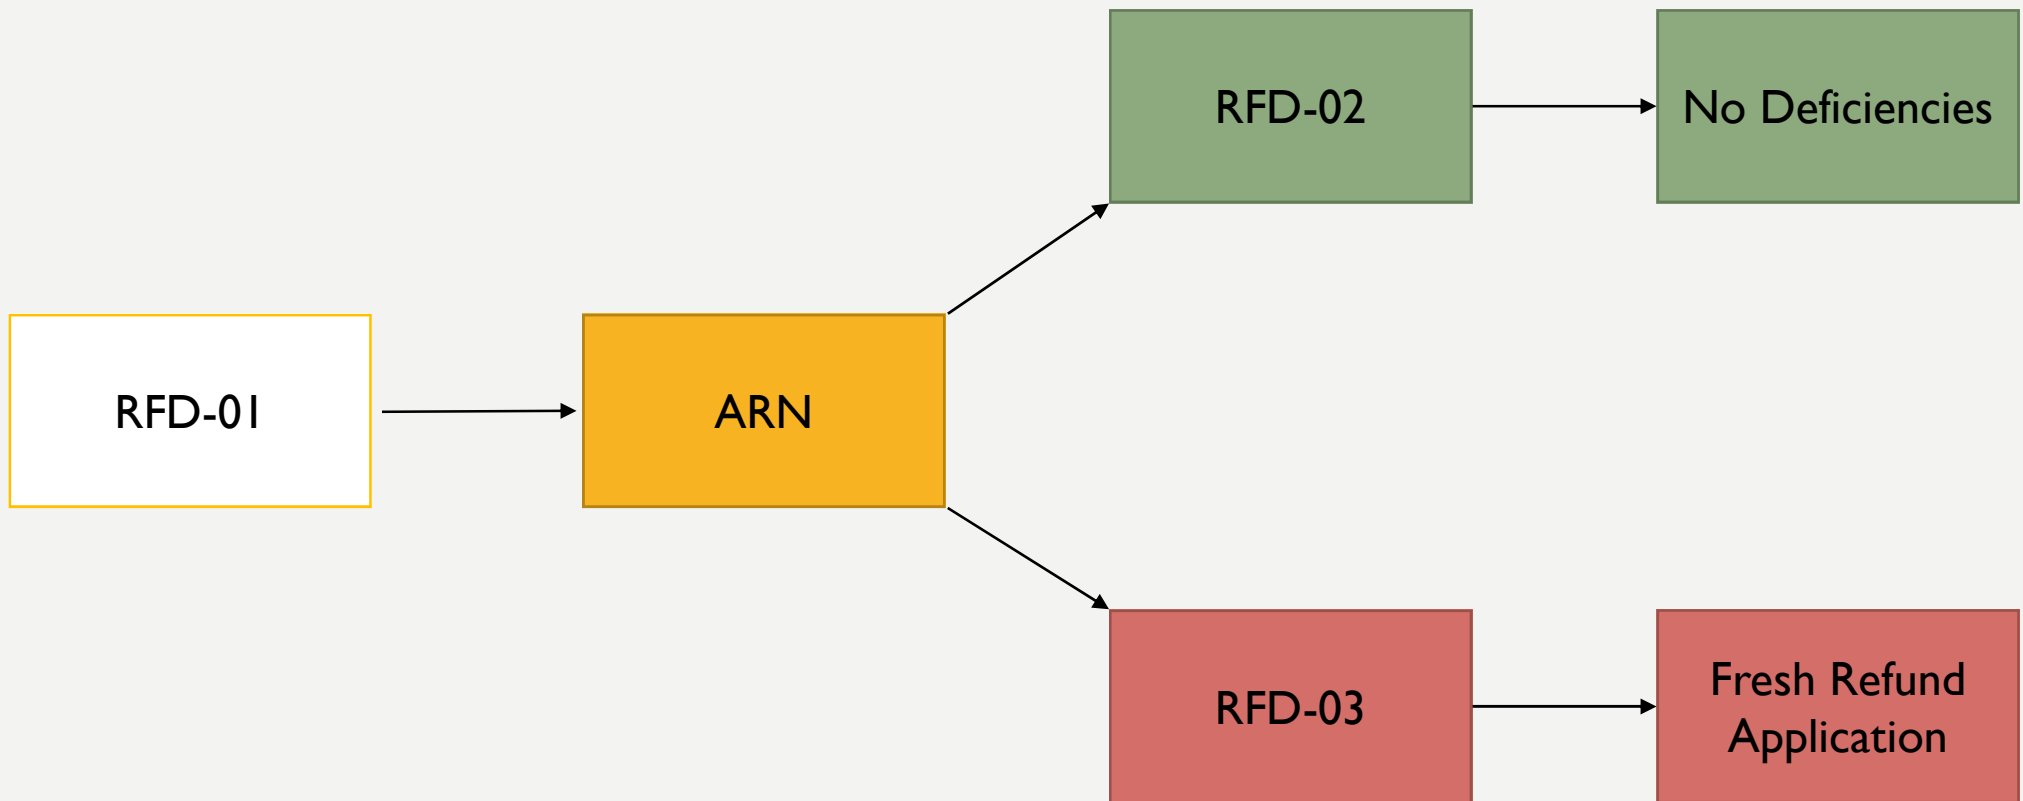 RFD-02
No Deficiencies
RFD-01
ARN
RFD-03
Fresh Refund
Application